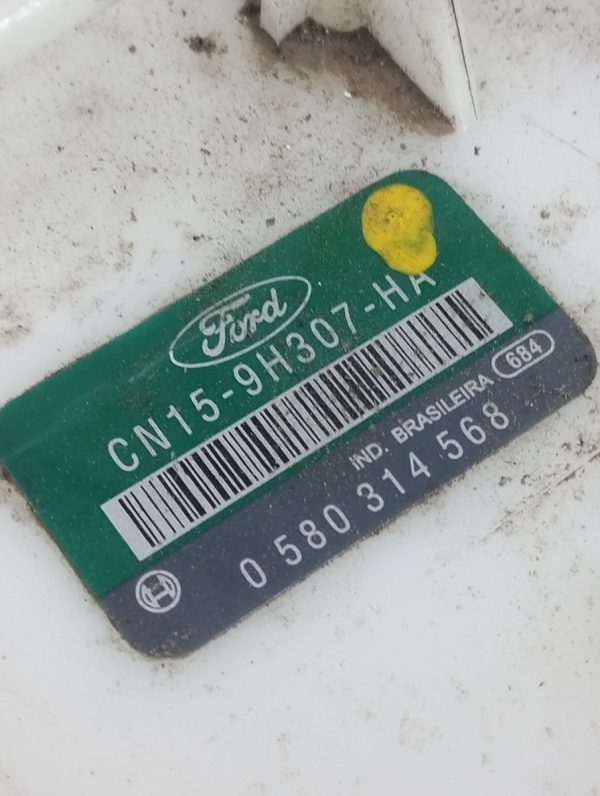 Ford
CN15-9H307-HA
IND. BRASILEIRA 684
0 580 314 568